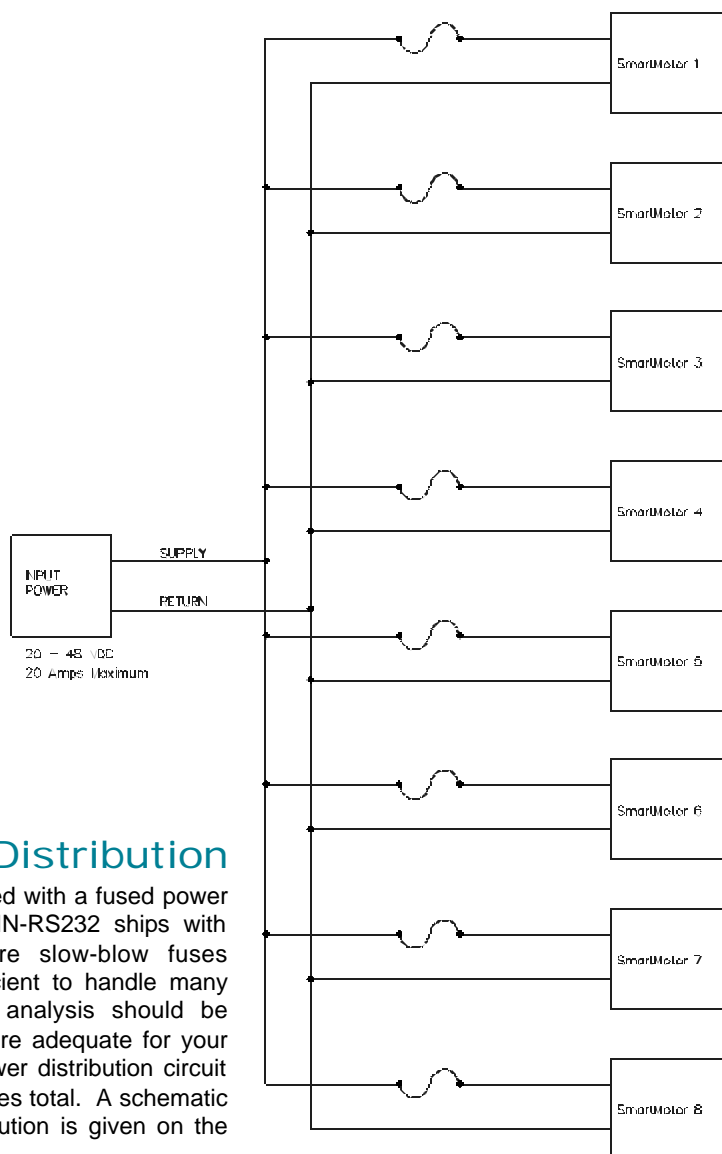 SmartMotor 1
SmartMotor 2
SmartMotor 3
SmartMotor 4
SUPPLY
INPUT
POWER
RETURN
20 - 48 VDC
20 Amps Maximum
SmartMotor 5
SmartMotor 6
SmartMotor 7
SmartMotor 8
Distribution
ed with a fused power
IN-RS232 ships with
re slow-blow fuses
cient to handle many
analysis should be
re adequate for your
wer distribution circuit
es total. A schematic
ution is given on the